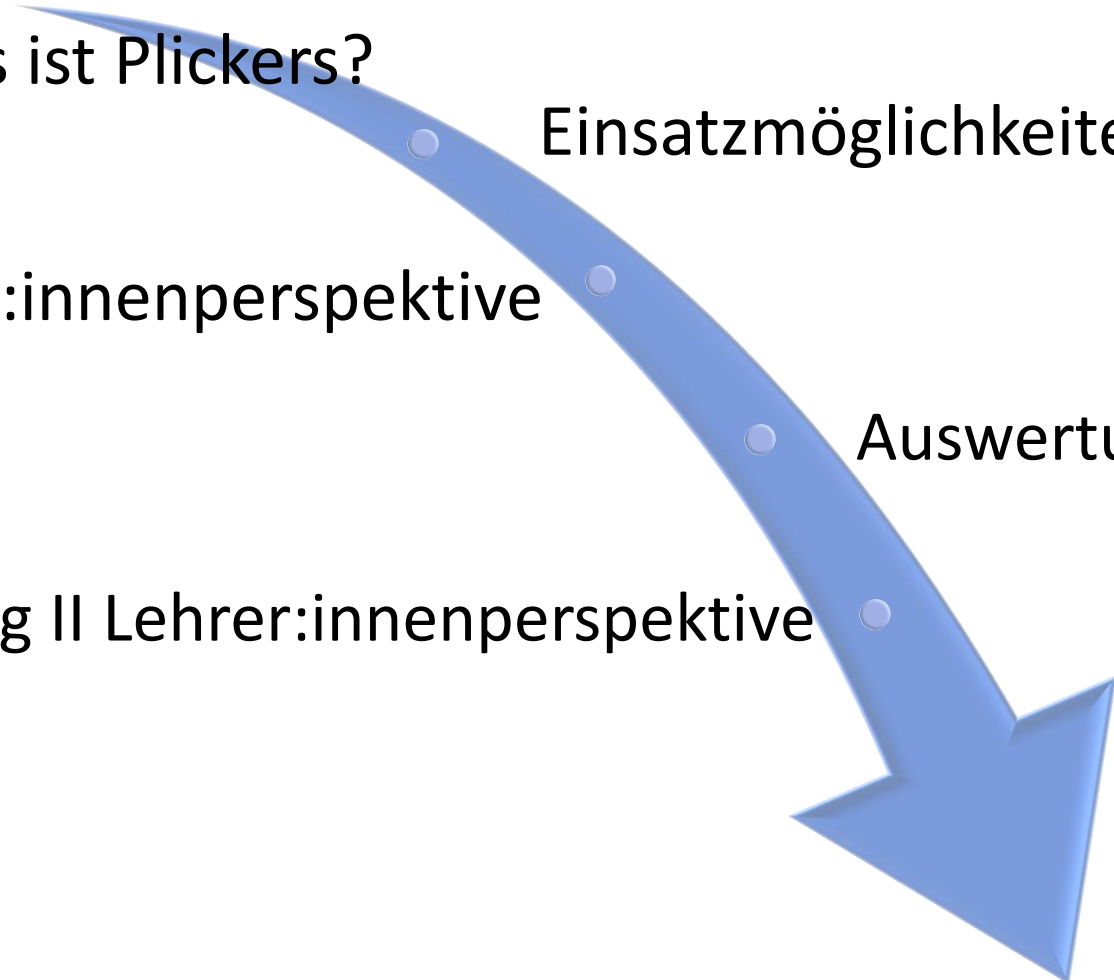 s ist Plickers?
Einsatzmöglichkeite
:innenperspektive
Auswertu
g II Lehrer:innenperspektive